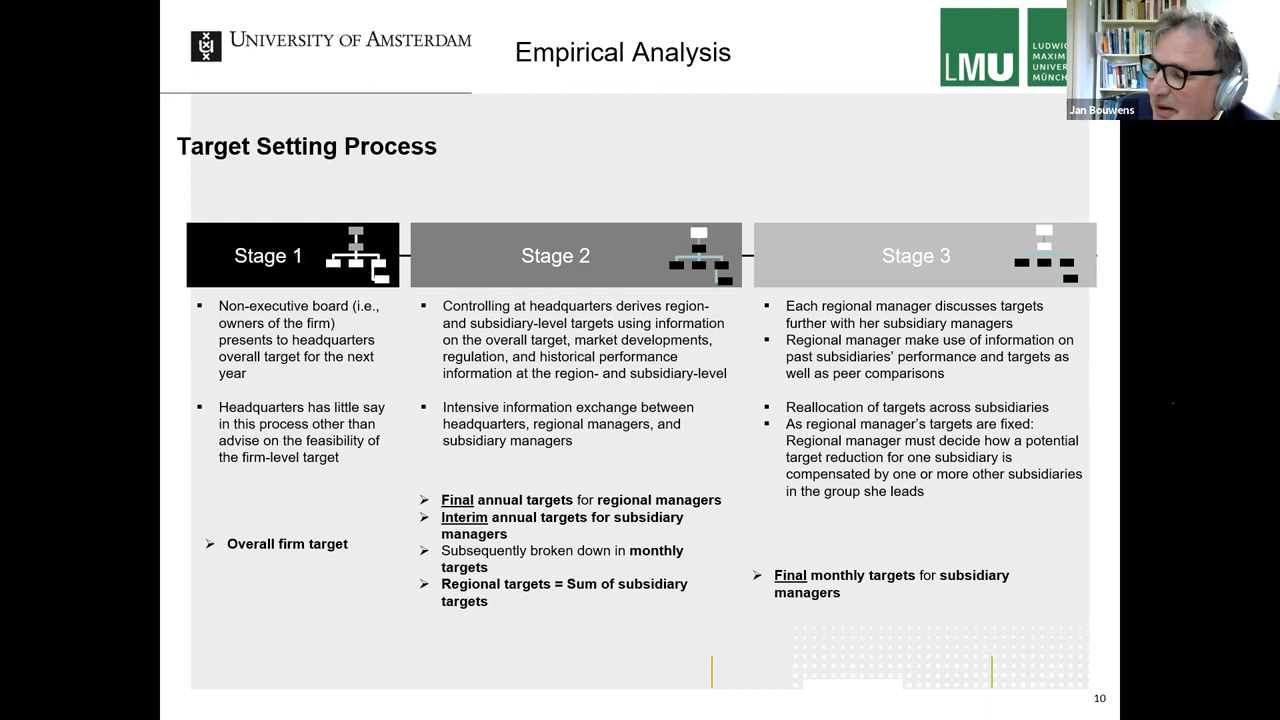 UNIVERSITY OF AMSTERDAM
Empirical Analysis
LMU
LUDWIG
MAXIM
UNIVER
MÜNCH
Jan Bouwens
Target Setting Process
Stage 1
Stage 2
Stage 3
▪ Non-executive board (i.e.,
owners of the firm)
presents to headquarters
overall target for the next
year
▪ Headquarters has little say
in this process other than
advise on the feasibility of
the firm-level target
➢ Overall firm target
▪ Controlling at headquarters derives region-
and subsidiary-level targets using information
on the overall target, market developments,
regulation, and historical performance
information at the region- and subsidiary-level
▪ Intensive information exchange between
headquarters, regional managers, and
subsidiary managers
➢ Final annual targets for regional managers
➢ Interim annual targets for subsidiary
managers
➢ Subsequently broken down in monthly
targets
➢ Regional targets = Sum of subsidiary
targets
▪ Each regional manager discusses targets
further with her subsidiary managers
▪ Regional manager make use of information on
past subsidiaries' performance and targets as
well as peer comparisons
▪ Reallocation of targets across subsidiaries
▪ As regional manager's targets are fixed:
Regional manager must decide how a potential
target reduction for one subsidiary is
compensated by one or more other subsidiaries
in the group she leads
➢ Final monthly targets for subsidiary
managers
10